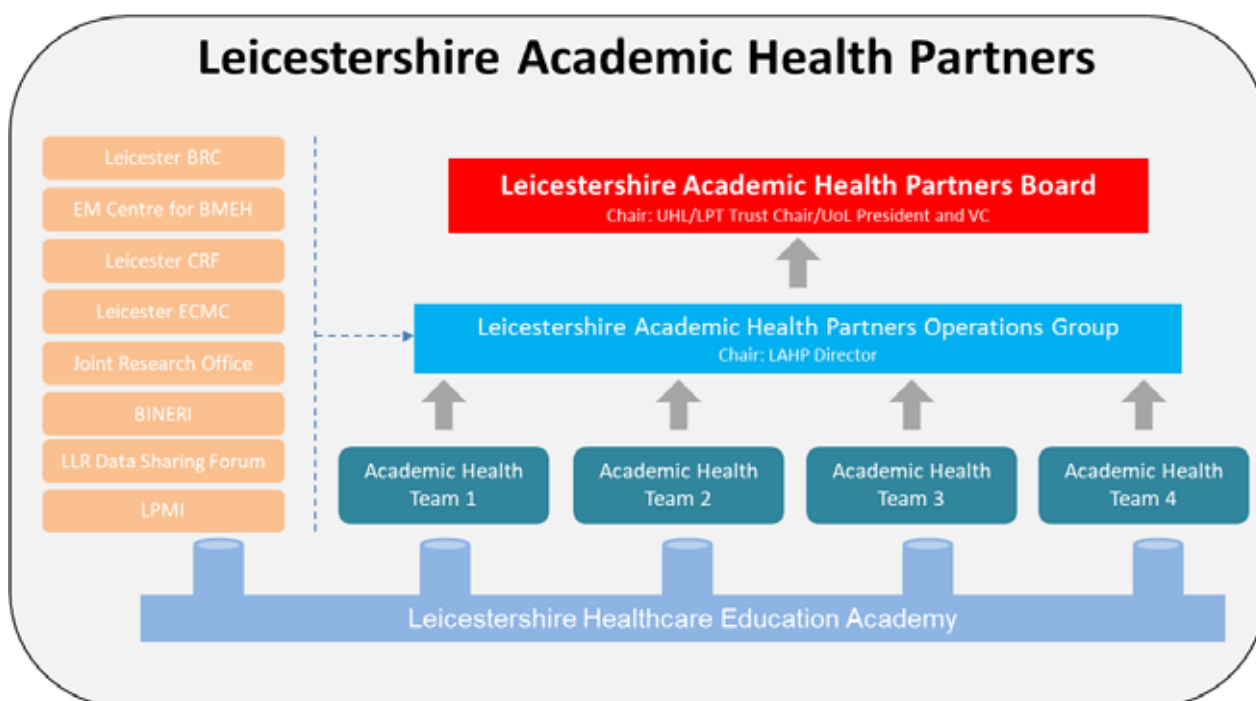 Leicestershire Academic Health Partners
Leicester BRC
EM Centre for BMEH
Leicester CRF
Leicester ECMC
Joint Research Office
BINERI
LLR Data Sharing Forum
LPMI
Leicestershire Academic Health Partners Board
Chair: UHL/LPT Trust Chair/UoL President and VC
Leicestershire Academic Health Partners Operations Group
Chair: LAHP Director
Academic Health
Team 1
Academic Health
Team 2
Academic Health
Team 3
Academic Health
Team 4
Leicestershire Healthcare Education Academy